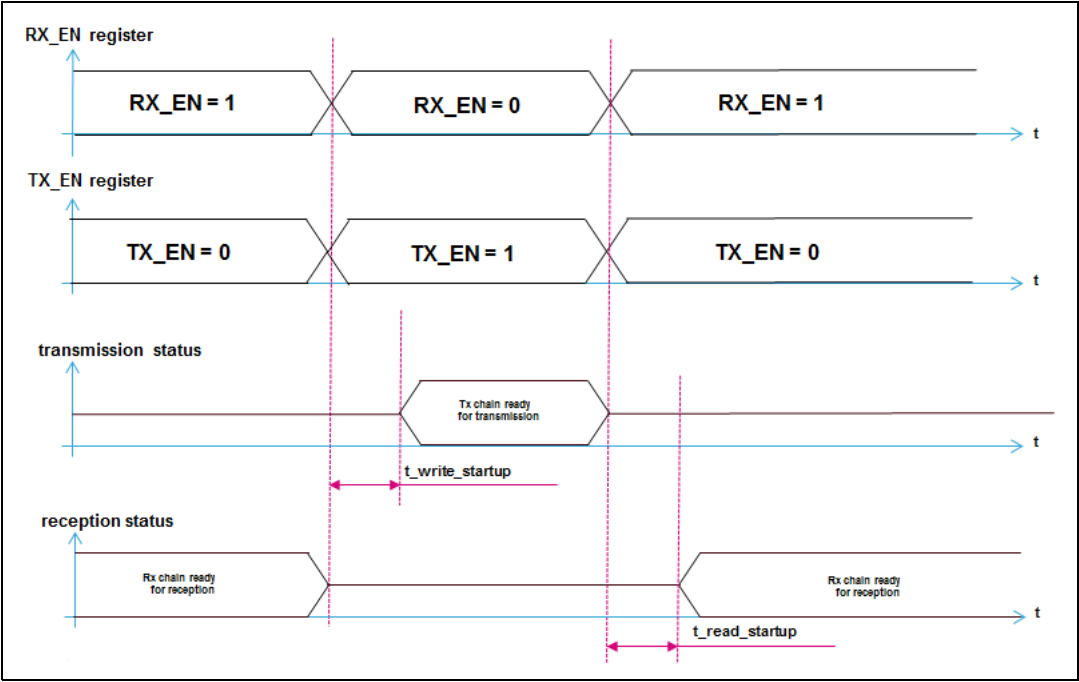 RX_EN register
RX_EN = 1
RX_EN = 0
RX_EN = 1
t
TX_EN register
TX_EN = 0
TX_EN = 1
TX_EN = 0
t
transmission status
Tx chain ready
for transmission
t
t_write_startup
reception status
Rx chain ready
for reception
Rx chain ready
for reception
t
t_read_startup